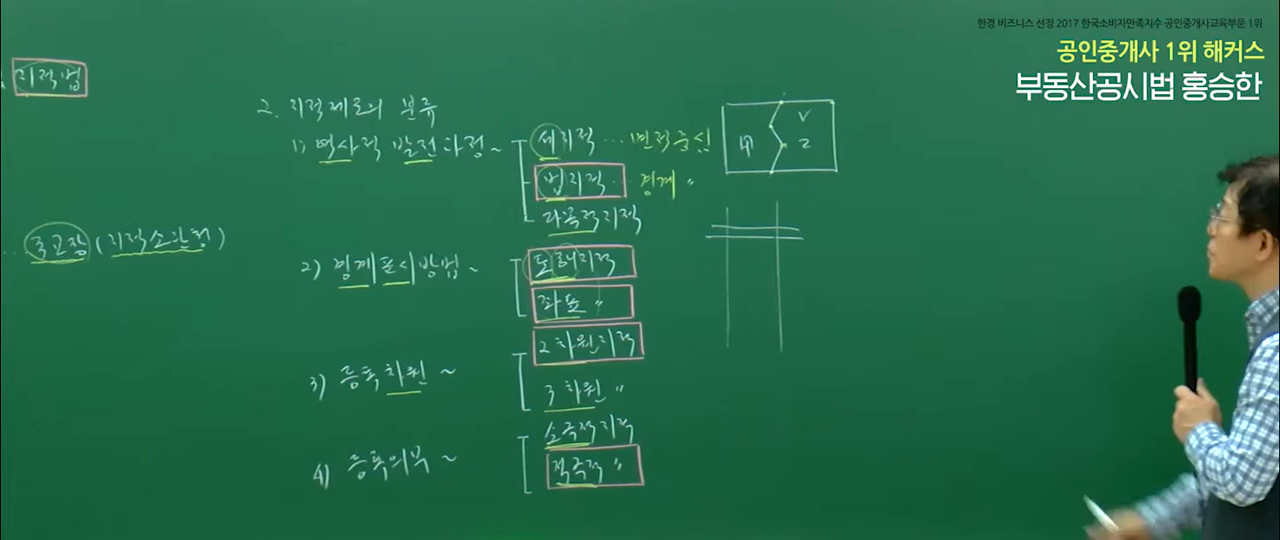 한경 비즈니스 선정 2017 한국소비자만족지수 공인중개사교육부문 1위
공인중개사 1위 해커스
부동산공시법 홍승한
지적법
2. 지적제도의 분류
1) 역사적 발전과정 ~
세지적 … 면적중심
법지적 … 경계 〃
다목적지적
국교장 (지적소관청)
2) 경계표시방법 ~
도해지적
좌표 〃
3) 등록차원 ~
2차원지적
3차원 〃
4) 등록의무 ~
소극적지적
적극적 〃